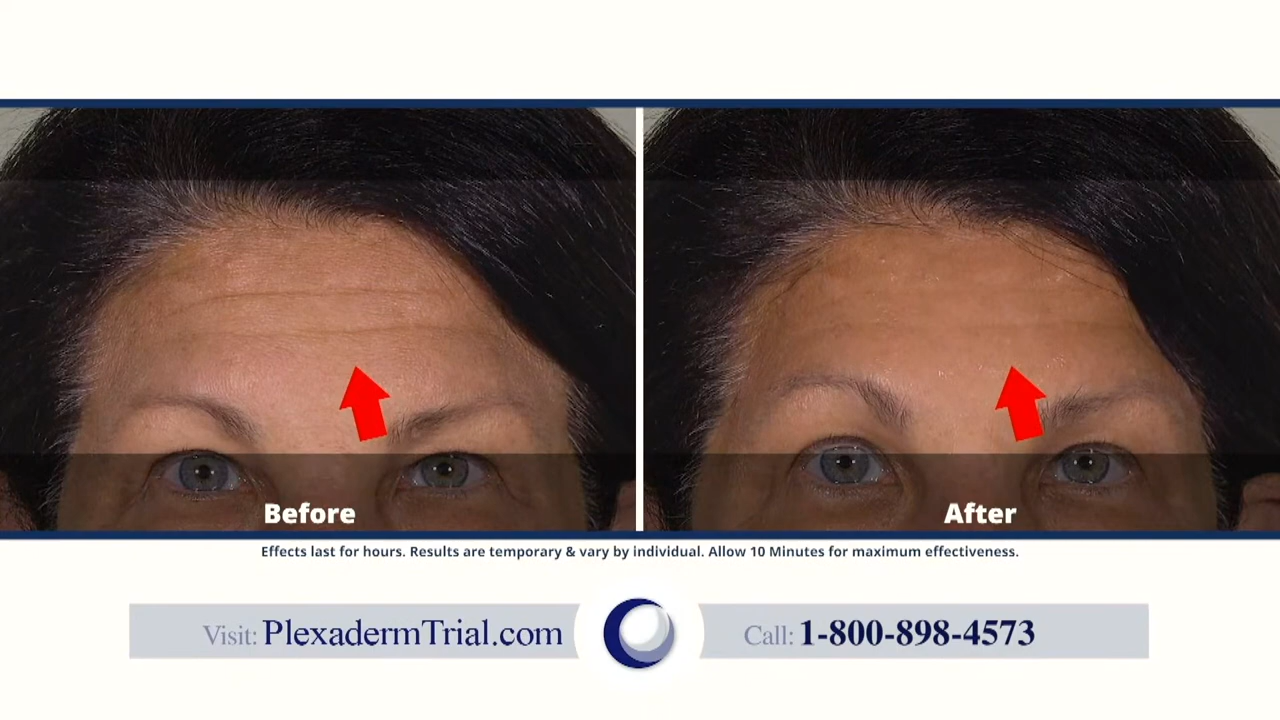 Before
After
Effects last for hours. Results are temporary & vary by individual. Allow 10 Minutes for maximum effectiveness.
Visit: PlexadermTrial.com
Call: 1-800-898-4573